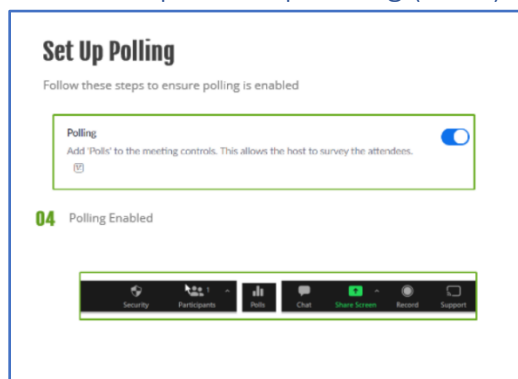 Set Up Polling
Follow these steps to ensure polling is enabled
Polling
Add 'Polls' to the meeting controls. This allows the host to survey the attendees.
04 Polling Enabled
1
Security Participants Polls Chat Share Screen Record Support